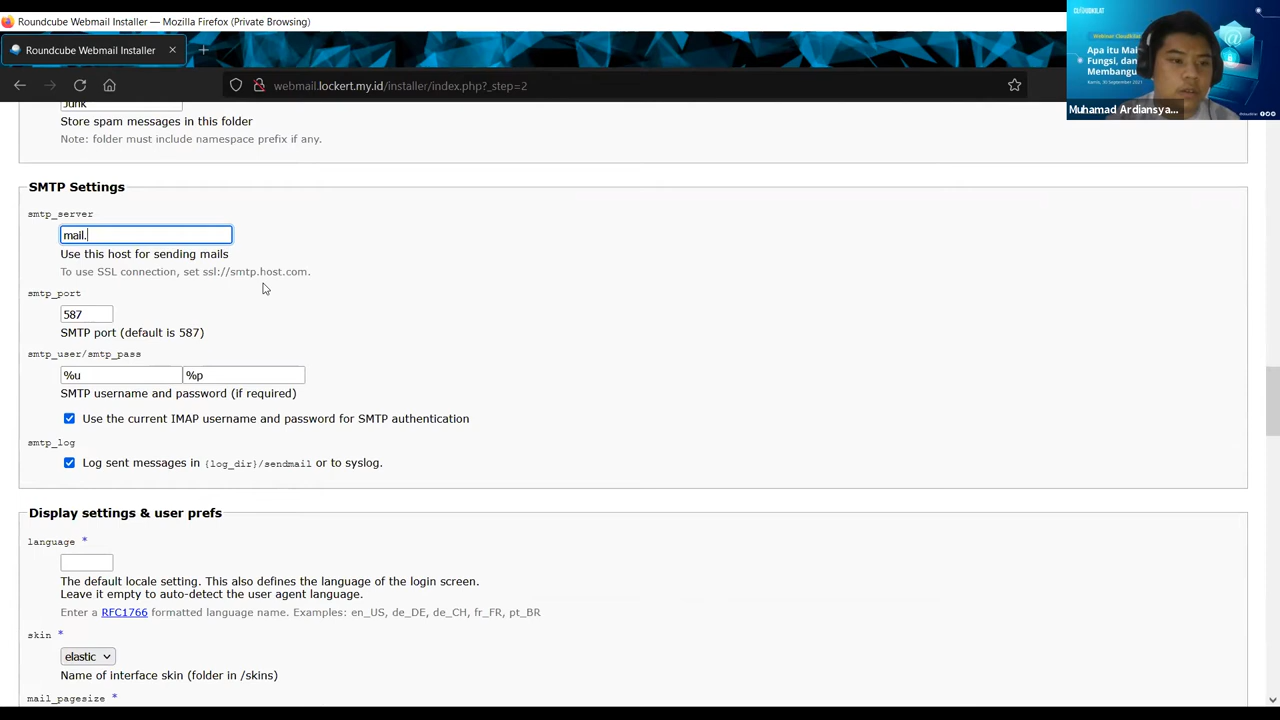 Roundcube Webmail Installer — Mozilla Firefox (Private Browsing)
Roundcube Webmail Installer
webmail.lockert.my.id/installer/index.php?_step=2
CLOUDKILAT
Webinar CloudKilat
Apa itu Mai
Fungsi, dan
Membangu
Kamis, 30 September 2021
Muhamad Ardiansya...
Junk
Store spam messages in this folder
Note: folder must include namespace prefix if any.
SMTP Settings
smtp_server
mail.
Use this host for sending mails
To use SSL connection, set ssl://smtp.host.com.
smtp_port
587
SMTP port (default is 587)
smtp_user/smtp_pass
%u %p
SMTP username and password (if required)
Use the current IMAP username and password for SMTP authentication
smtp_log
Log sent messages in {log_dir}/sendmail or to syslog.
Display settings & user prefs
language *
The default locale setting. This also defines the language of the login screen.
Leave it empty to auto-detect the user agent language.
Enter a RFC1766 formatted language name. Examples: en_US, de_DE, de_CH, fr_FR, pt_BR
skin *
elastic
Name of interface skin (folder in /skins)
mail_pagesize *